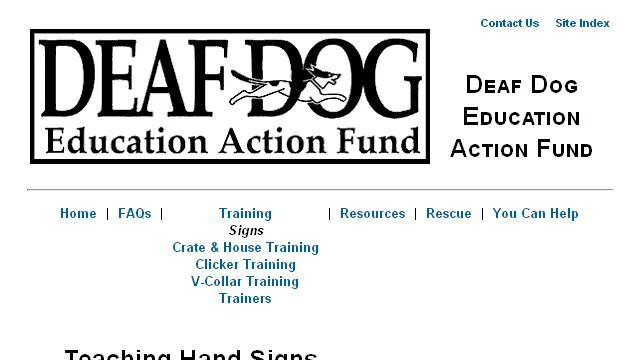 Contact Us Site Index
DEAF DOG
Education Action Fund
DEAF DOG
EDUCATION
ACTION FUND
Home | FAQs | Training | Resources | Rescue | You Can Help
Signs
Crate & House Training
Clicker Training
V-Collar Training
Trainers
Teaching Hand Signs